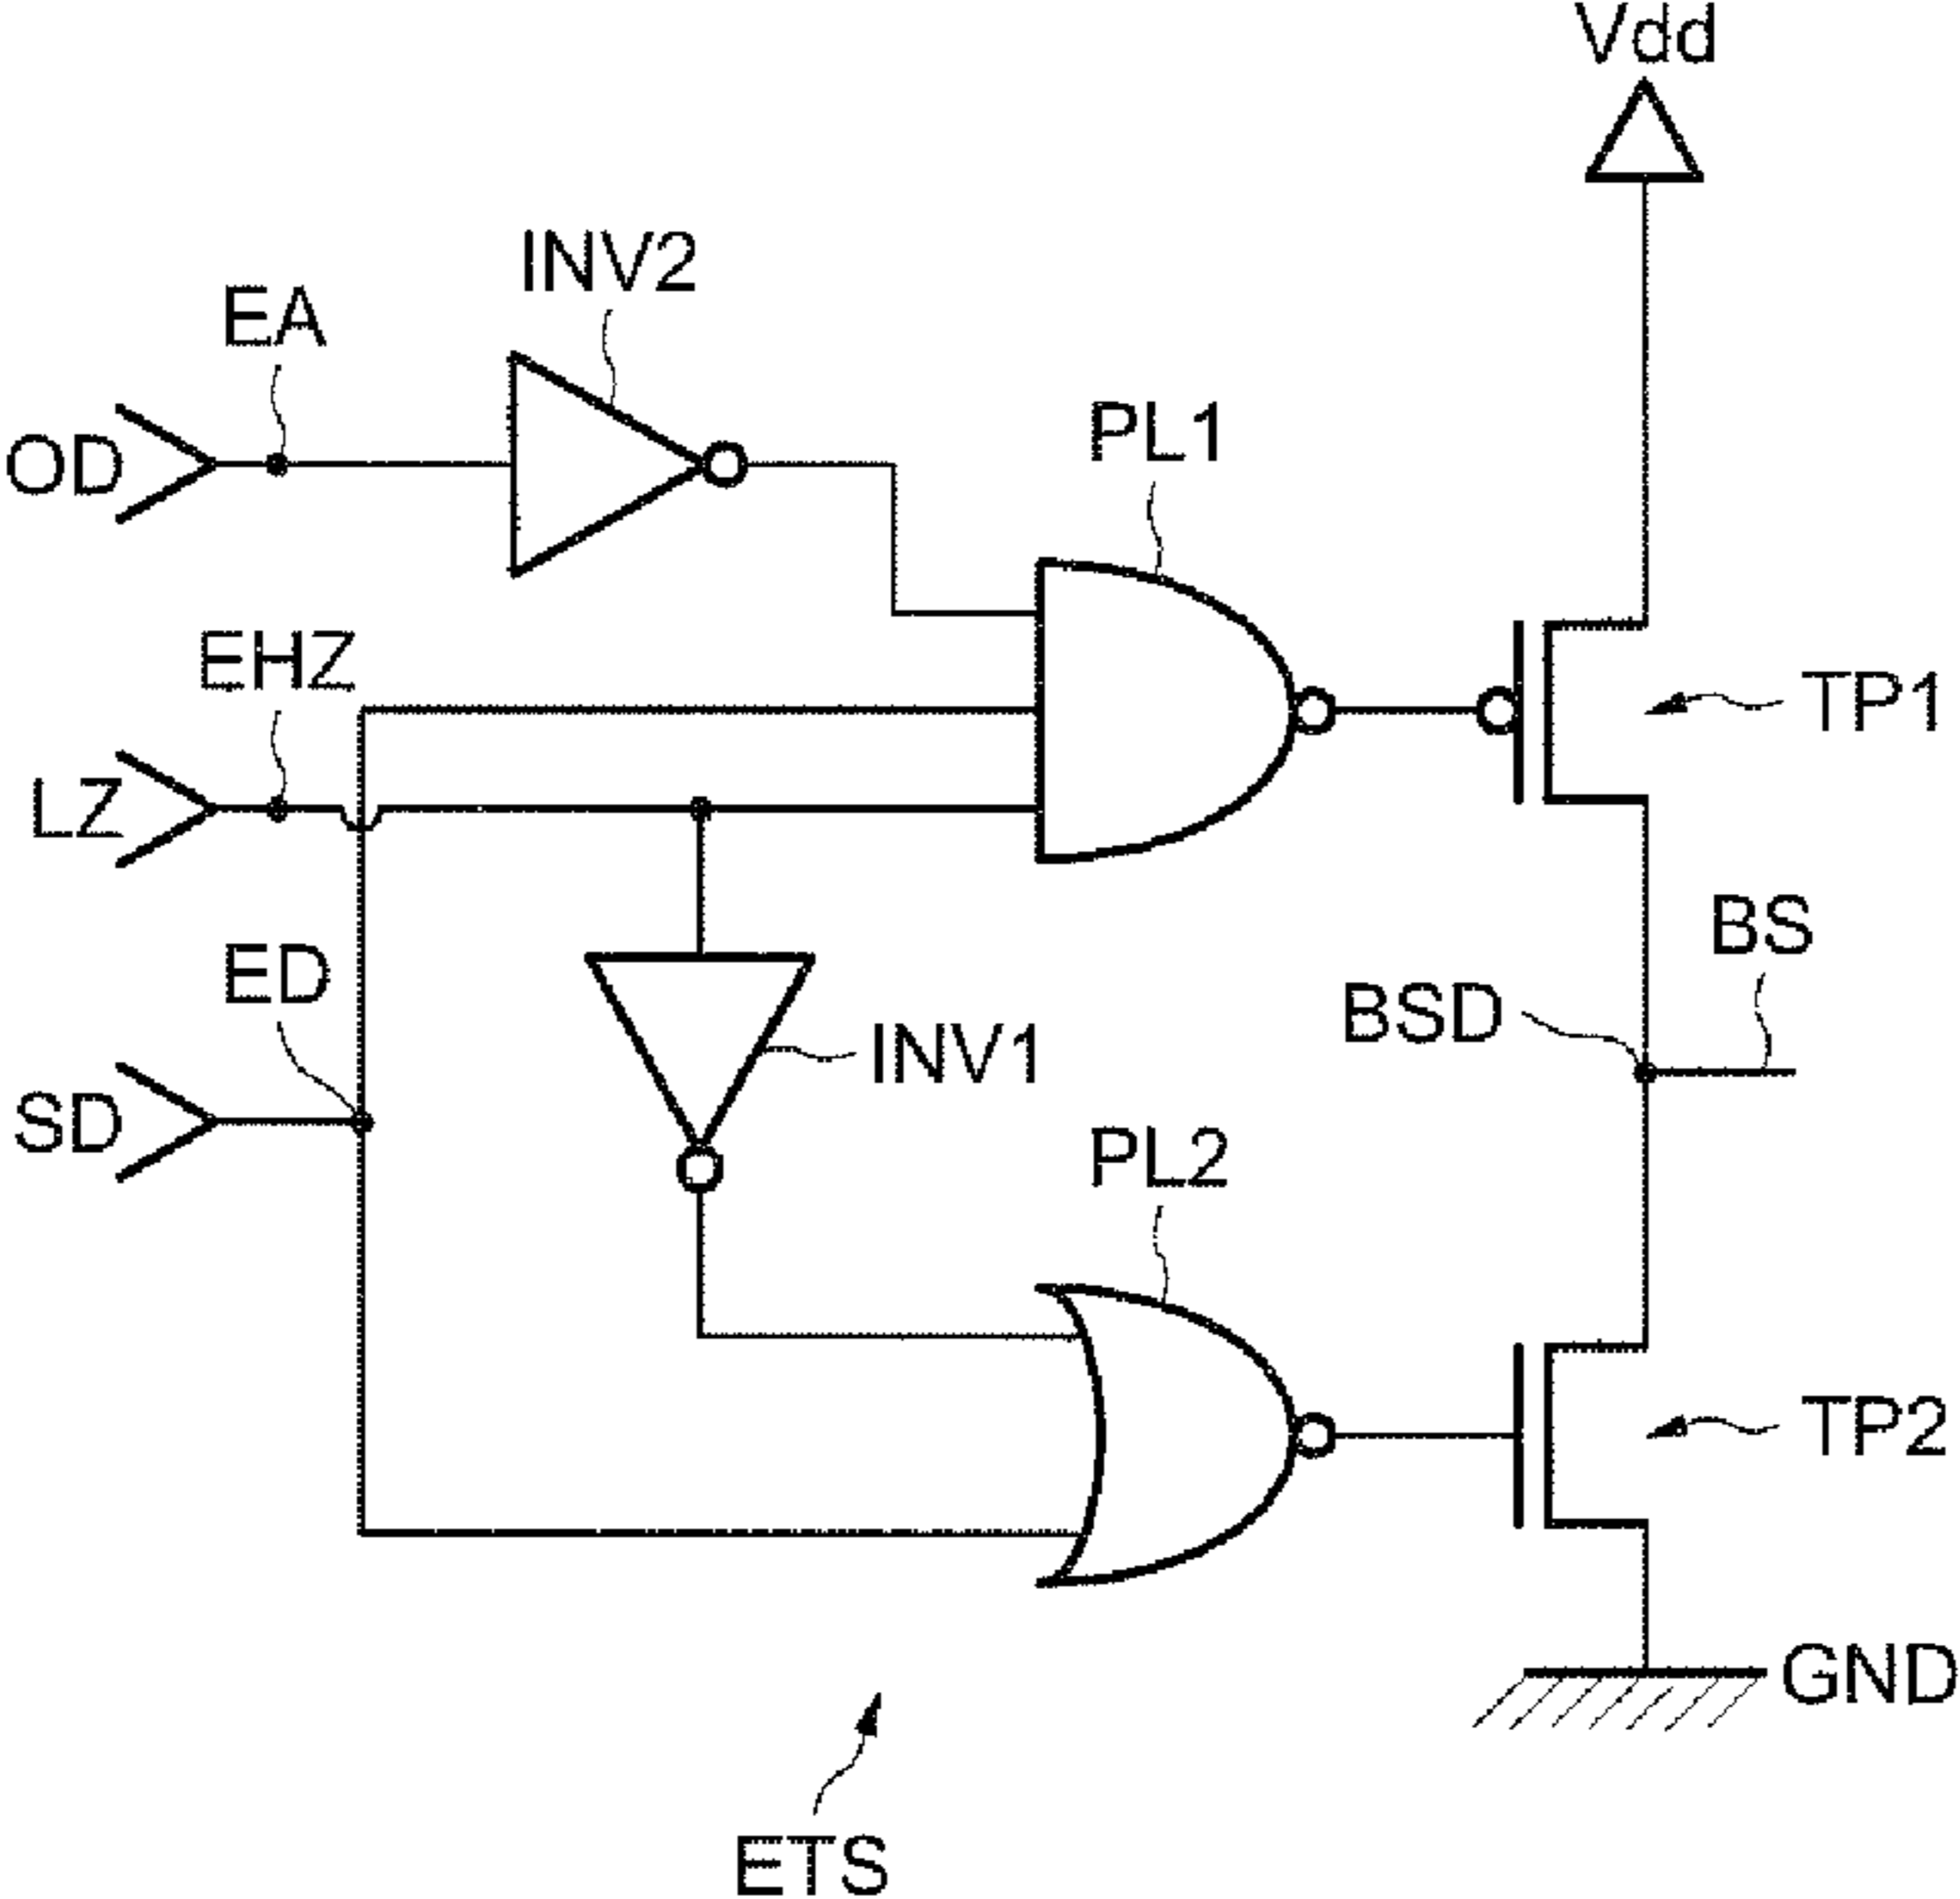 Vdd
INV2
EA
OD
PL1
EHZ
TP1
LZ
BS
ED
BSD
INV1
SD
PL2
TP2
GND
ETS